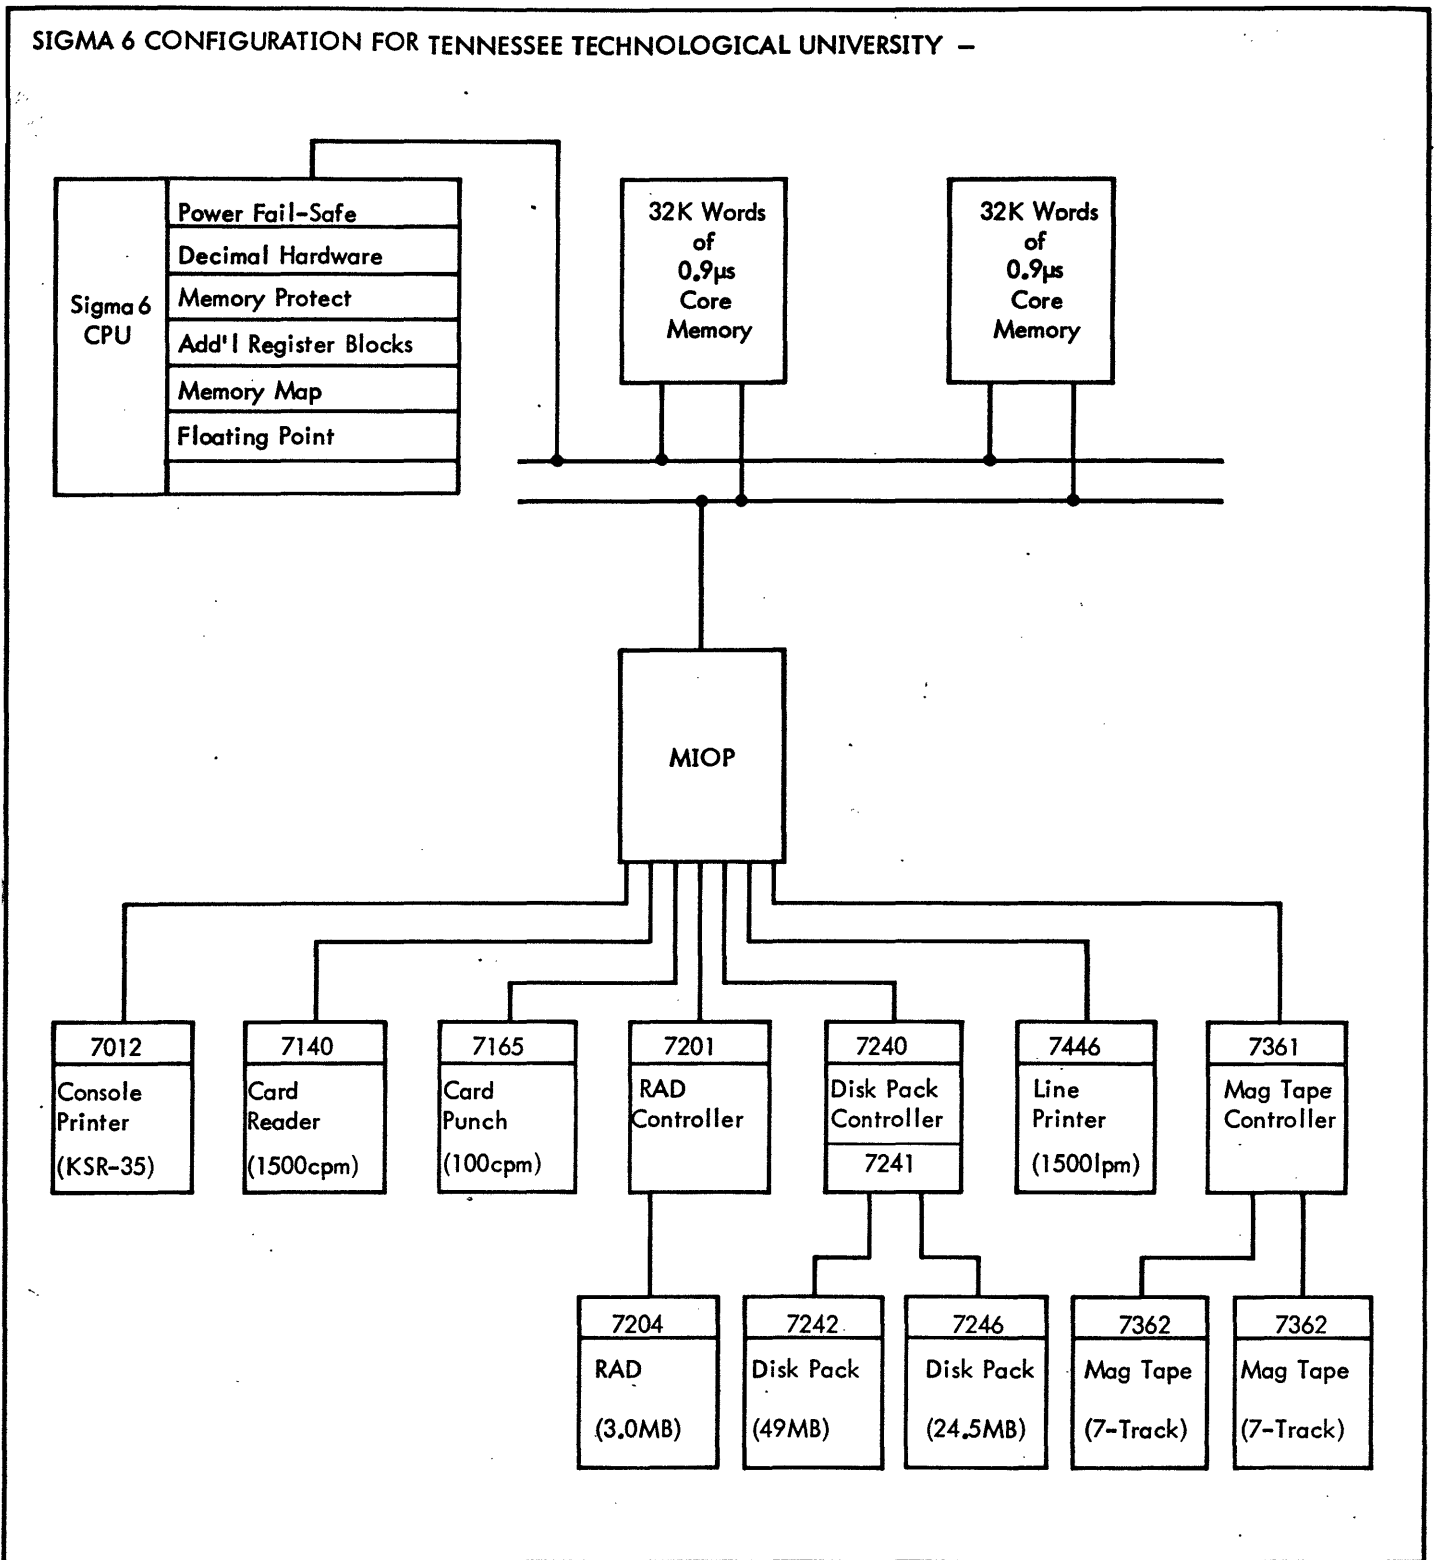 SIGMA 6 CONFIGURATION FOR TENNESSEE TECHNOLOGICAL UNIVERSITY –
Sigma 6
CPU
Power Fail-Safe
Decimal Hardware
Memory Protect
Add'l Register Blocks
Memory Map
Floating Point
32K Words
of
0.9µs
Core
Memory
32K Words
of
0.9µs
Core
Memory
MIOP
7012
Console
Printer
(KSR-35)
7140
Card
Reader
(1500cpm)
7165
Card
Punch
(100cpm)
7201
RAD
Controller
7240
Disk Pack
Controller
7241
7446
Line
Printer
(1500lpm)
7361
Mag Tape
Controller
7204
RAD
(3.0MB)
7242
Disk Pack
(49MB)
7246
Disk Pack
(24.5MB)
7362
Mag Tape
(7-Track)
7362
Mag Tape
(7-Track)